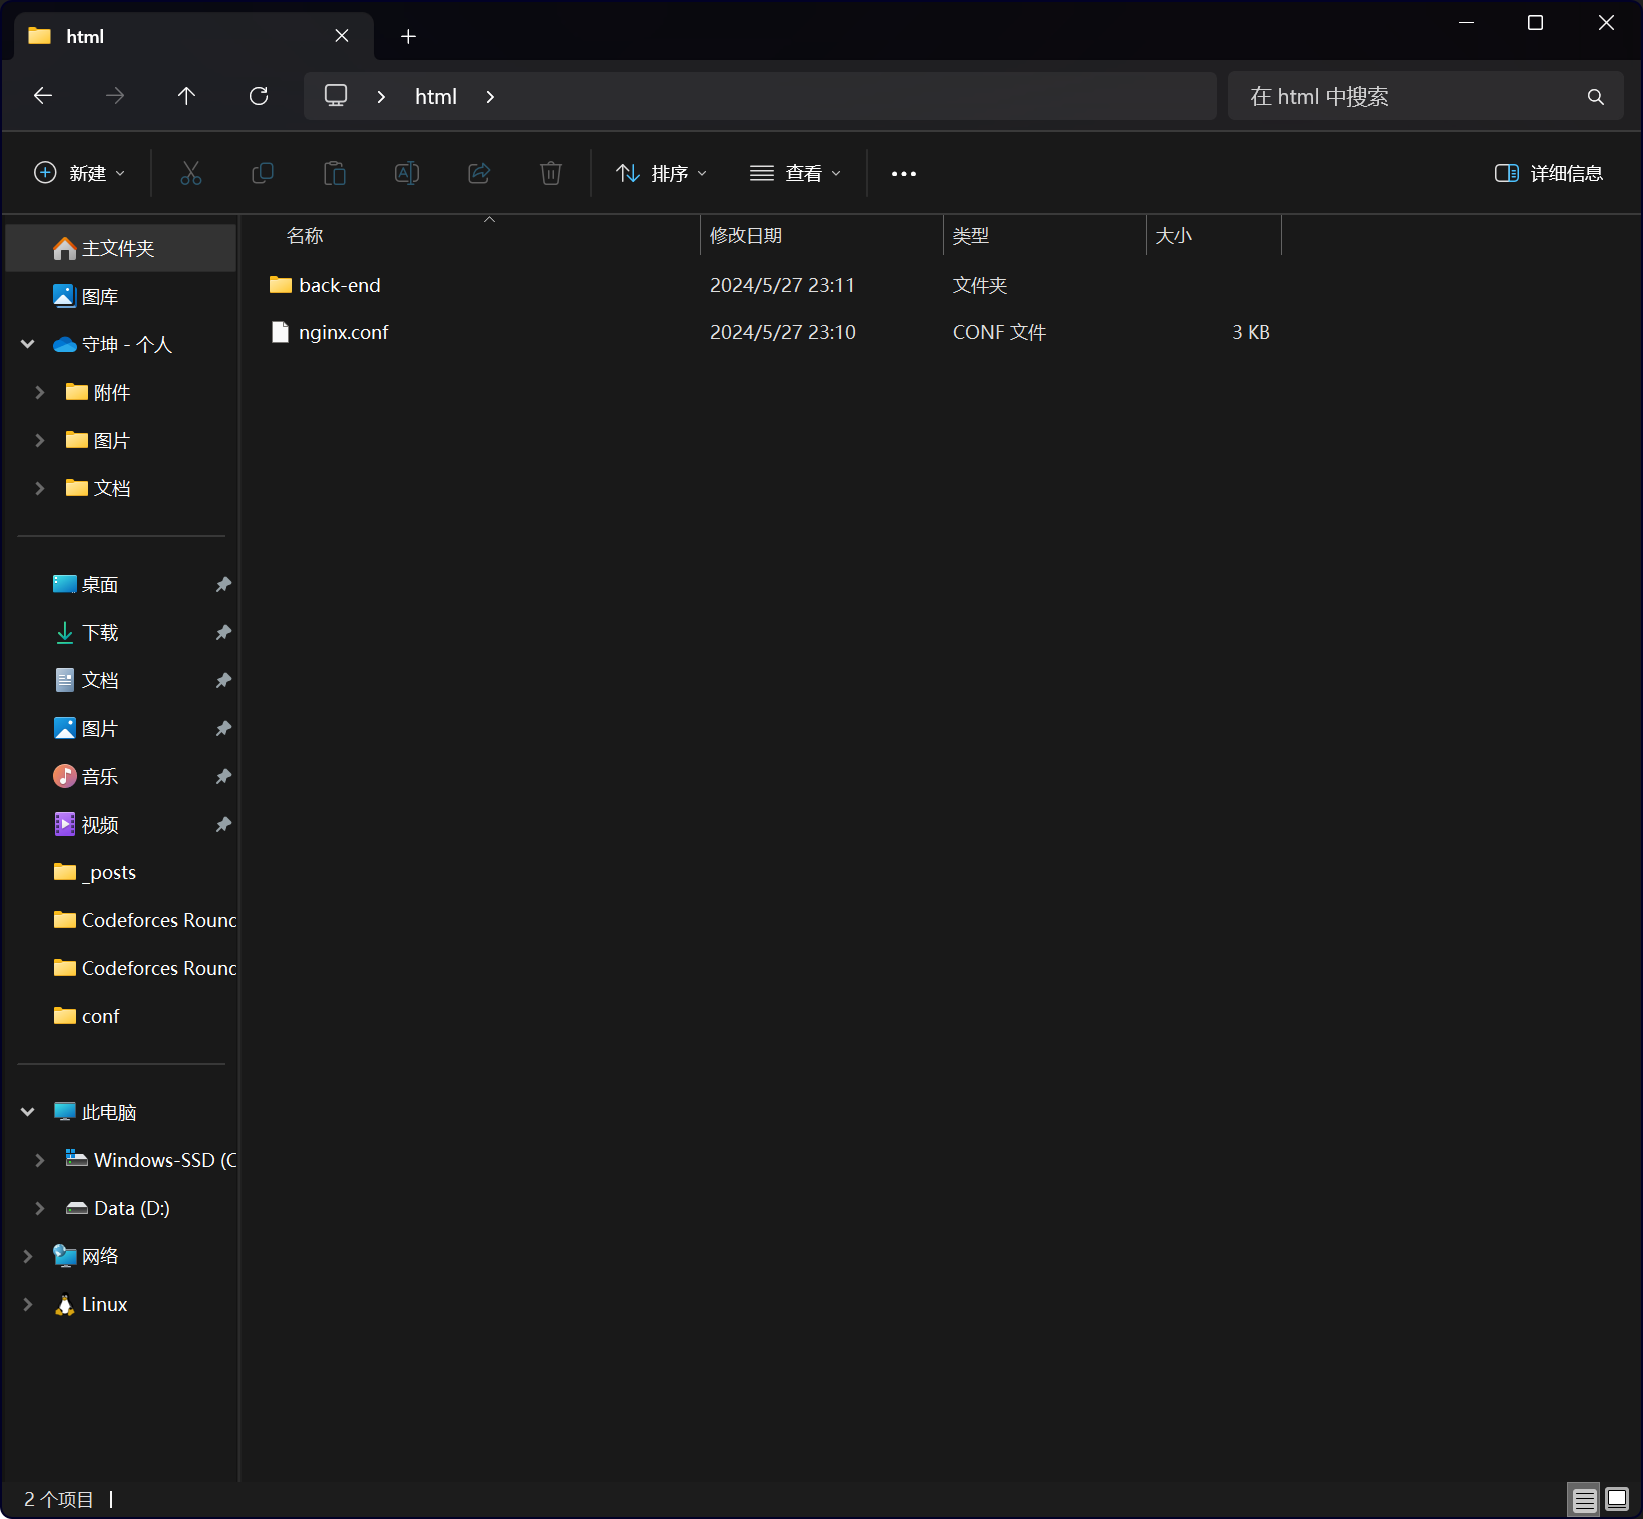 html
html
在 html 中搜索
新建
排序
查看
详细信息
名称
修改日期
类型
大小
back-end
2024/5/27 23:11
文件夹
nginx.conf
2024/5/27 23:10
CONF 文件
3 KB
主文件夹
图库
守坤 - 个人
附件
图片
文档
桌面
下载
文档
图片
音乐
视频
_posts
Codeforces Round
Codeforces Round
conf
此电脑
Windows-SSD (C
Data (D:)
网络
Linux
2 个项目